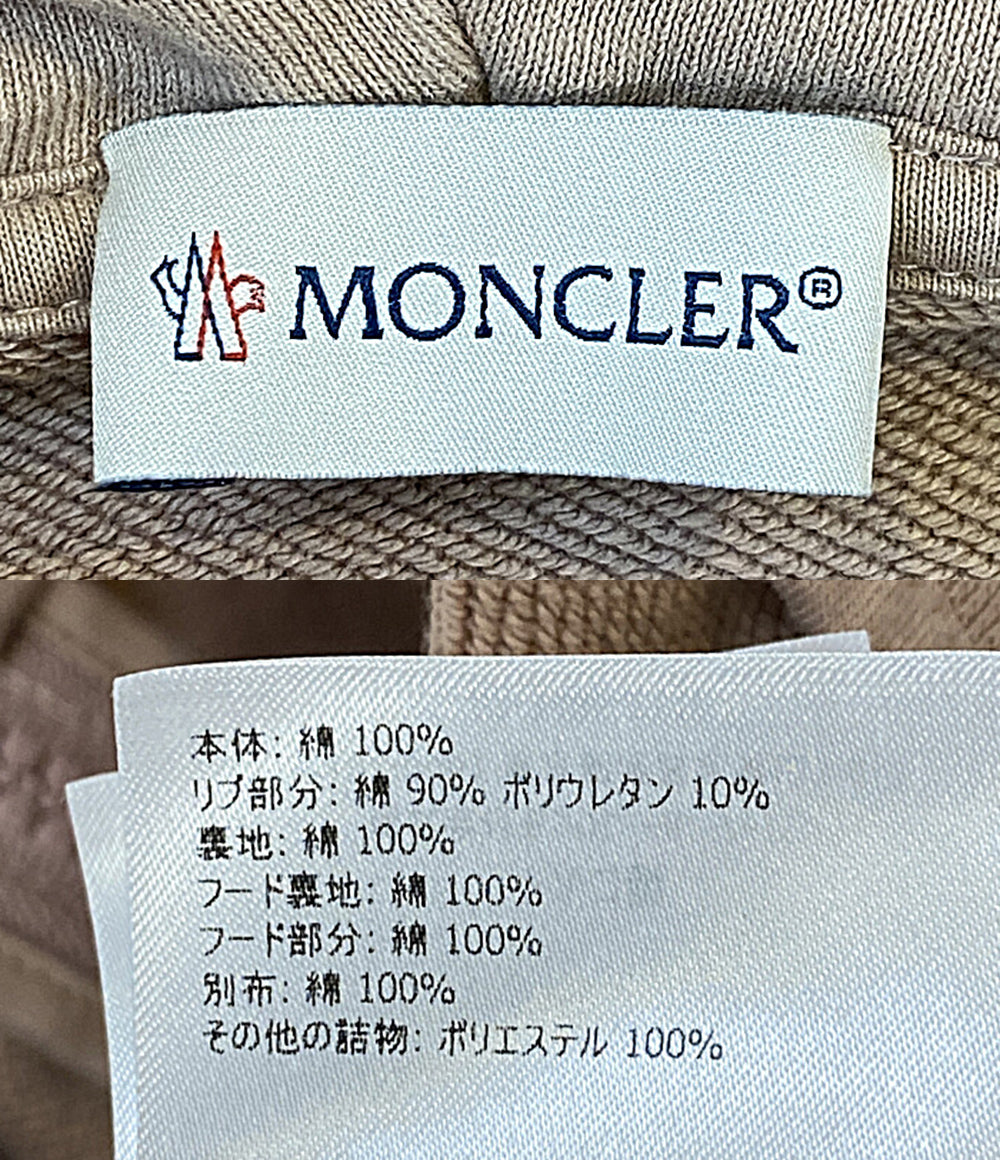 MONCLER®
本体: 綿 100%
リブ部分: 綿 90% ポリウレタン 10%
裏地: 綿 100%
フード裏地: 綿 100%
フード部分: 綿 100%
別布: 綿 100%
その他の詰物: ポリエステル 100%